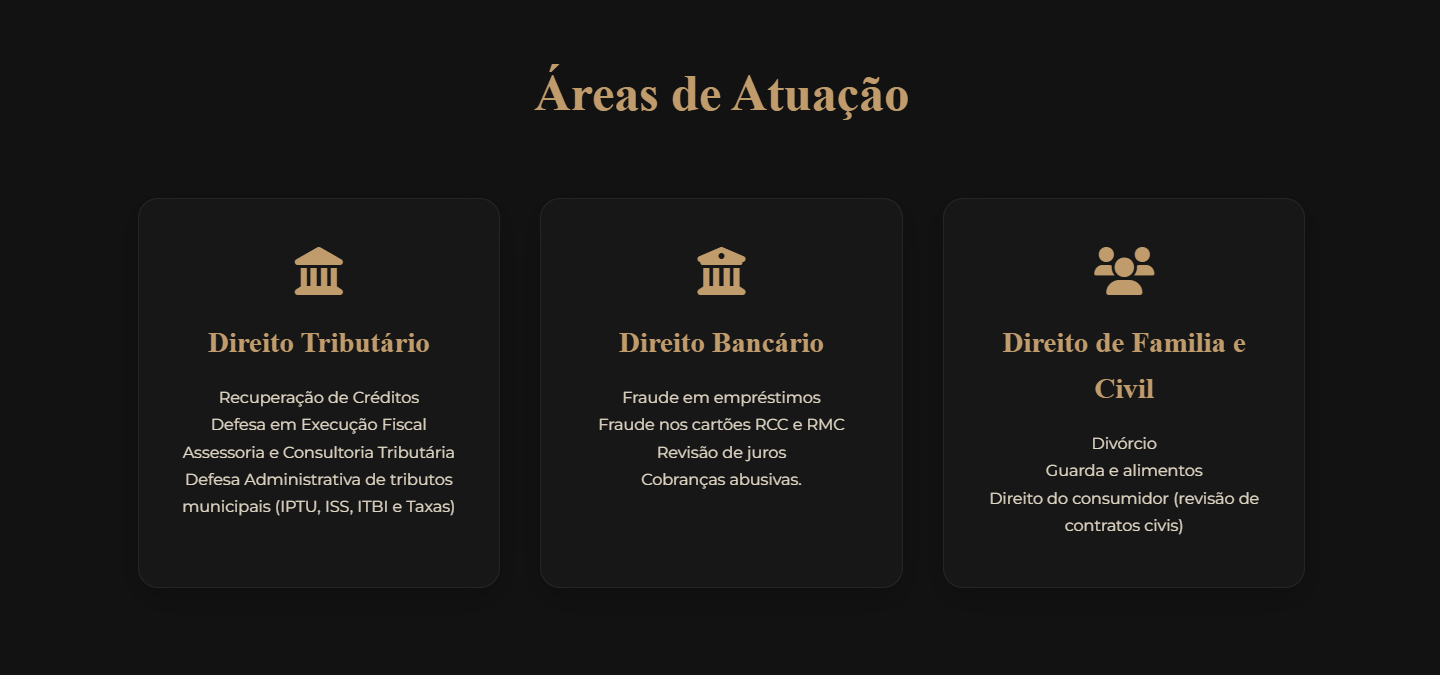 Áreas de Atuação
Direito Tributário
Recuperação de Créditos
Defesa em Execução Fiscal
Assessoria e Consultoria Tributária
Defesa Administrativa de tributos
municipais (IPTU, ISS, ITBI e Taxas)
Direito Bancário
Fraude em empréstimos
Fraude nos cartões RCC e RMC
Revisão de juros
Cobranças abusivas.
Direito de Familia e
Civil
Divórcio
Guarda e alimentos
Direito do consumidor (revisão de
contratos civis)